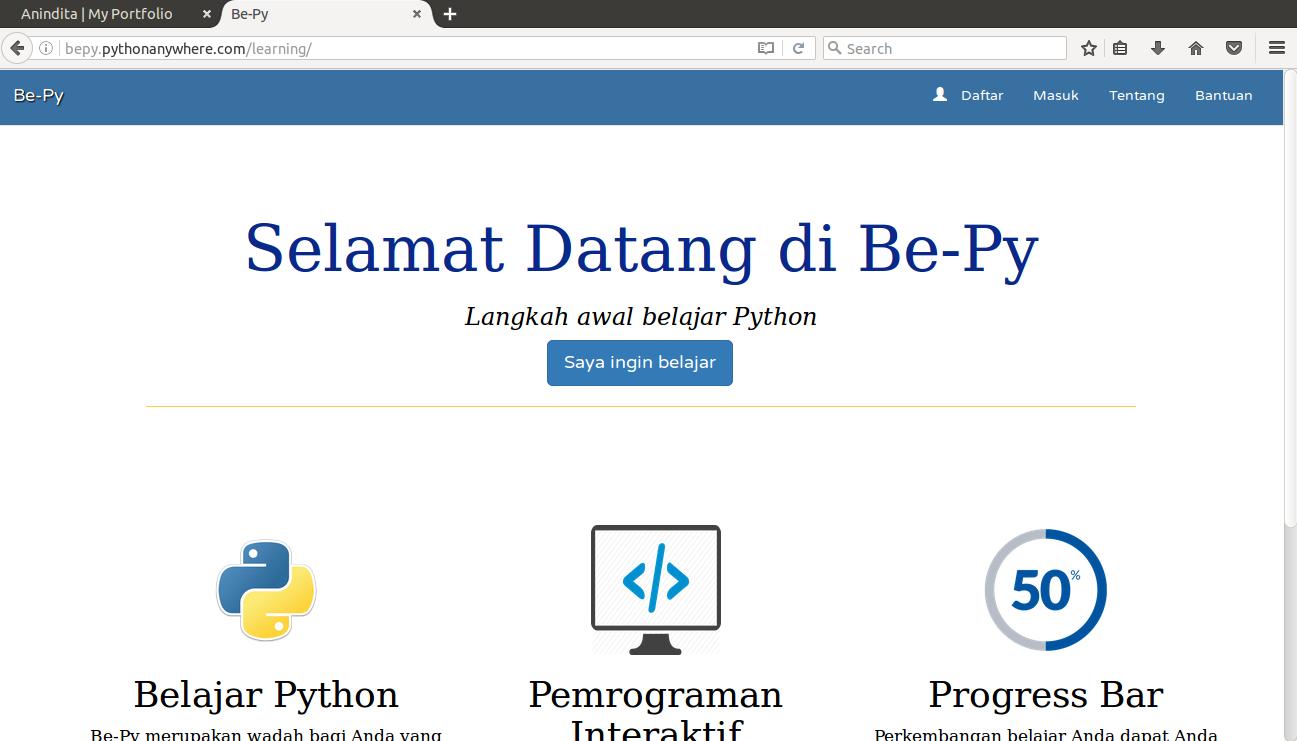 Anindita | My Portfolio
Be-Py
bepy.pythonanywhere.com/learning/
Search
Be-Py
Daftar
Masuk
Tentang
Bantuan
Selamat Datang di Be-Py
Langkah awal belajar Python
Saya ingin belajar
50%
Belajar Python
Pemrograman
Interaktif
Progress Bar
Be-Py merupakan wadah bagi Anda yang
Perkembangan belajar Anda dapat Anda